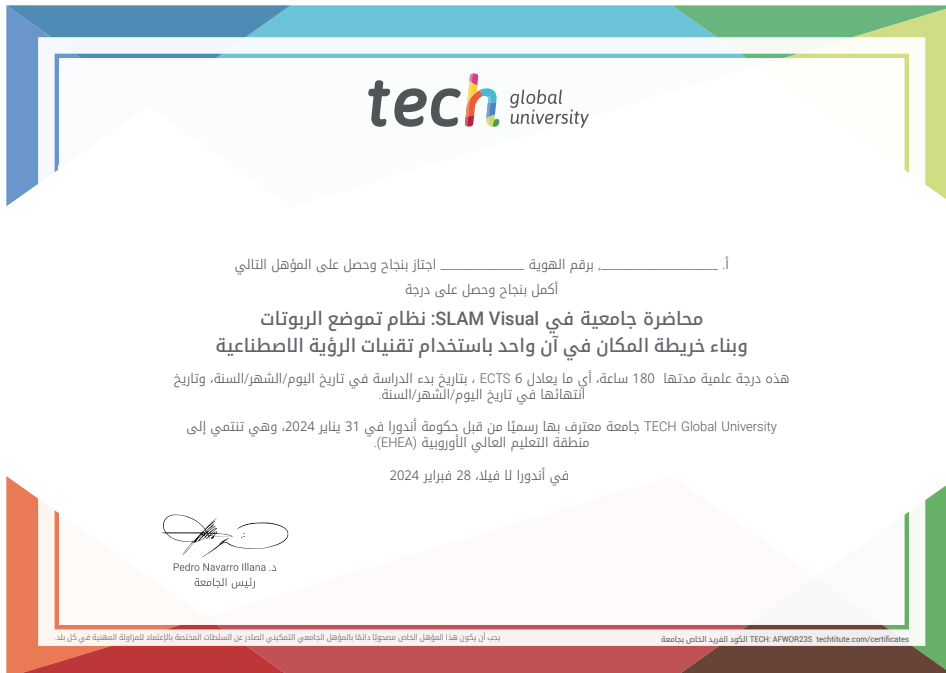 tech global university
أ. ____________________, برقم الهوية ______________ اجتاز بنجاح وحصل على المؤهل التالي
أكمل بنجاح وحصل على درجة
محاضرة جامعية في SLAM Visual: نظام تموضع الربوتات
وبناء خريطة المكان في آن واحد باستخدام تقنيات الرؤية الاصطناعية
هذه درجة علمية مدتها 180 ساعة، أي ما يعادل 6 ECTS ، بتاريخ بدء الدراسة في تاريخ اليوم/الشهر/السنة، وتاريخ
انتهائها في تاريخ اليوم/الشهر/السنة.
TECH Global University جامعة معترف بها رسميًا من قبل حكومة أندورا في 31 يناير 2024، وهي تنتمي إلى
منطقة التعليم العالي الأوروبية (EHEA).
في أندورا لا فيلا، 28 فبراير 2024
د. Pedro Navarro Illana
رئيس الجامعة
يجب أن يكون هذا المؤهل الخاص مصحوبًا دائمًا بالمؤهل الجامعي التمكيني الصادر عن السلطات المختصة بالإعتماد للمزاولة المهنية في كل بلد.
الكود الفريد الخاص بجامعة TECH: AFWOR23S techtitute.com/certificates